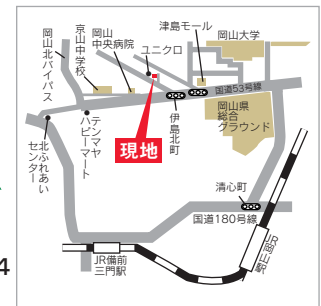 岡山北バイパス
京山中学校
岡山
中央病院
ユニクロ
津島モール
岡山大学
国道53号線
伊島北町
岡山県
総合
グラウンド
テンマヤ
ハピーマート
北ふれあい
センター
現地
清心町
国道180号線
JR岡山駅
JR備前
三門駅
4